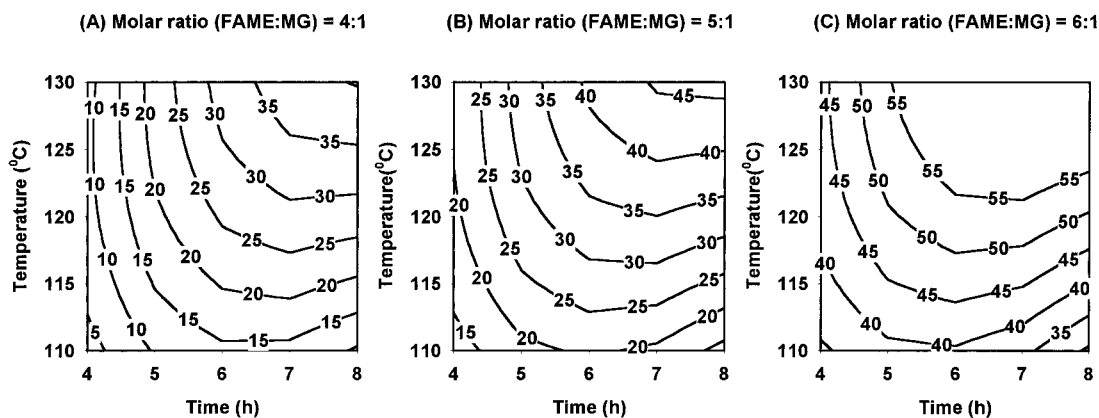 (A) Molar ratio (FAME:MG) = 4:1
(B) Molar ratio (FAME:MG) = 5:1
(C) Molar ratio (FAME:MG) = 6:1
130
125
120
115
110
Temperature (⁰C)
10 15 20 25 30 35
35
10 15 20 25 30 30
25
10 15 20 20
5 10 15 15
4 5 6 7 8
Time (h)
130
125
120
115
110
Temperature(⁰C)
25 30 35 40 45
40 40
25 30 35 35
20 30
25 30 25
20 25 20
15 20
4 5 6 7 8
Time (h)
130
125
120
115
110
Temperature(⁰C)
45 50 55
55
45 50 55 50
50 50
40 45 45 45
40
40 40 40 35
4 5 6 7 8
Time (h)